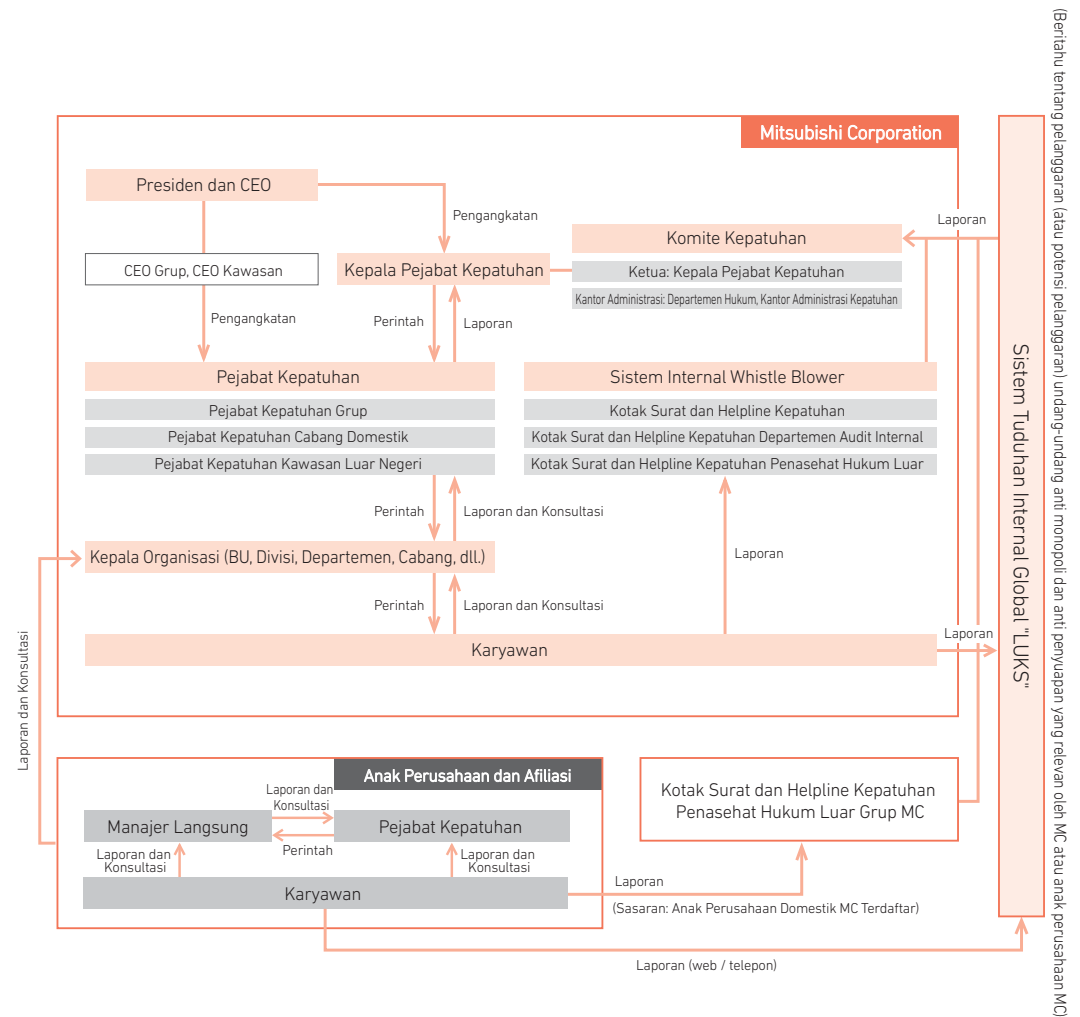 Mitsubishi Corporation
Presiden dan CEO
Pengangkatan
CEO Grup, CEO Kawasan
Kepala Pejabat Kepatuhan
Komite Kepatuhan
Ketua: Kepala Pejabat Kepatuhan
Kantor Administrasi: Departemen Hukum, Kantor Administrasi Kepatuhan
Laporan
Pengangkatan
Perintah
Laporan
Pejabat Kepatuhan
Pejabat Kepatuhan Grup
Pejabat Kepatuhan Cabang Domestik
Pejabat Kepatuhan Kawasan Luar Negeri
Sistem Internal Whistle Blower
Kotak Surat dan Helpline Kepatuhan
Kotak Surat dan Helpline Kepatuhan Departemen Audit Internal
Kotak Surat dan Helpline Kepatuhan Penasehat Hukum Luar
Perintah
Laporan dan Konsultasi
Laporan
Kepala Organisasi (BU, Divisi, Departemen, Cabang, dll.)
Perintah
Laporan dan Konsultasi
Karyawan
Laporan
Laporan dan Konsultasi
Sistem Tuduhan Internal Global "LUKS"
(Beritahu tentang pelanggaran (atau potensi pelanggaran) undang-undang anti monopoli dan anti penyuapan yang relevan oleh MC atau anak perusahaan MC)
Anak Perusahaan dan Afiliasi
Laporan dan
Konsultasi
Manajer Langsung
Pejabat Kepatuhan
Perintah
Laporan dan
Konsultasi
Laporan dan
Konsultasi
Karyawan
Kotak Surat dan Helpline Kepatuhan
Penasehat Hukum Luar Grup MC
Laporan
(Sasaran: Anak Perusahaan Domestik MC Terdaftar)
Laporan (web / telepon)